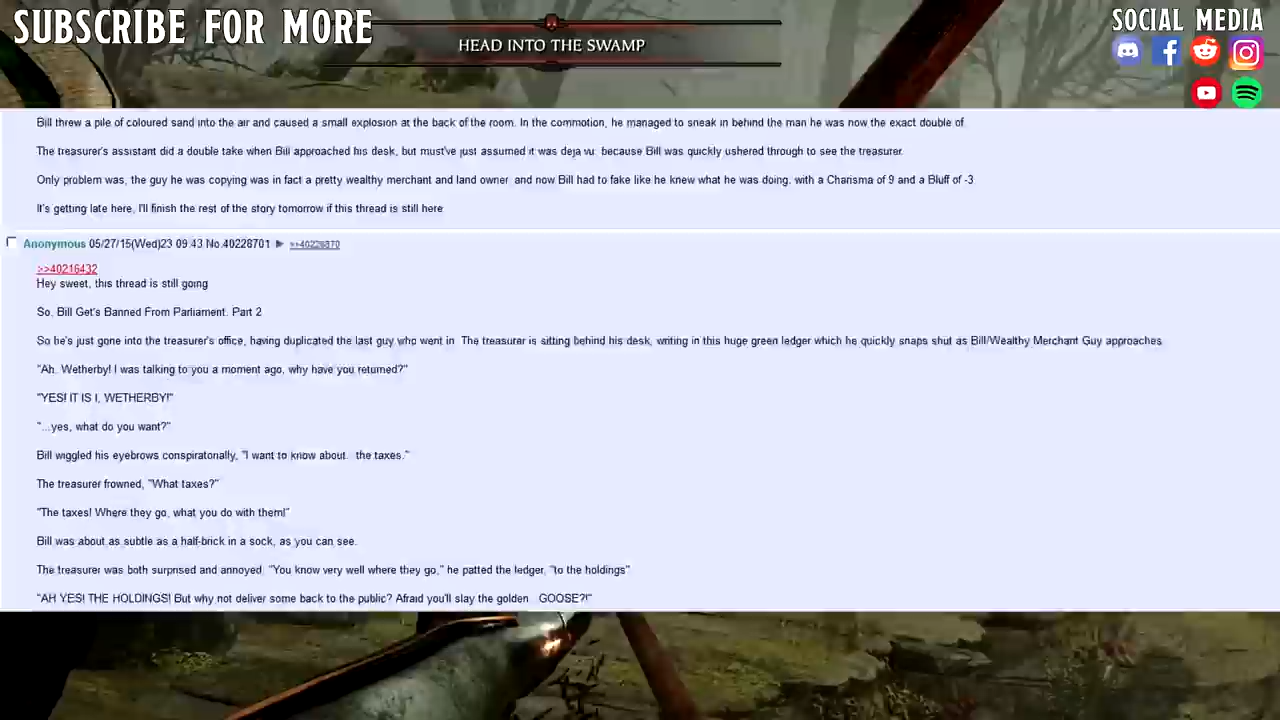 SUBSCRIBE FOR MORE
HEAD INTO THE SWAMP
SOCIAL MEDIA
Bill threw a pile of coloured sand into the air and caused a small explosion at the back of the room. In the commotion, he managed to sneak in behind the man he was now the exact double of.
The treasurer's assistant did a double take when Bill approached his desk, but must've just assumed it was deja vu, because Bill was quickly ushered through to see the treasurer.
Only problem was, the guy he was copying was in fact a pretty wealthy merchant and land owner, and now Bill had to fake like he knew what he was doing, with a Charisma of 9 and a Bluff of -3
It's getting late here, I'll finish the rest of the story tomorrow if this thread is still here
Anonymous 05/27/15(Wed)23:09:43 No.40228701 ▶ >>40228870
>>40216432
Hey sweet, this thread is still going
So, Bill Get's Banned From Parliament, Part 2
So he's just gone into the treasurer's office, having duplicated the last guy who went in. The treasurer is sitting behind his desk, writing in this huge green ledger which he quickly snaps shut as Bill/Wealthy Merchant Guy approaches.
"Ah, Wetherby! I was talking to you a moment ago, why have you returned?"
"YES! IT IS I, WETHERBY!"
"...yes, what do you want?"
Bill wiggled his eyebrows conspiratorially, "I want to know about.. the taxes."
The treasurer frowned, "What taxes?"
"The taxes! Where they go, what you do with them!"
Bill was about as subtle as a half-brick in a sock, as you can see.
The treasurer was both surprised and annoyed, "You know very well where they go," he patted the ledger, "to the holdings"
"AH YES! THE HOLDINGS! But why not deliver some back to the public? Afraid you'll slay the golden.. GOOSE?!"